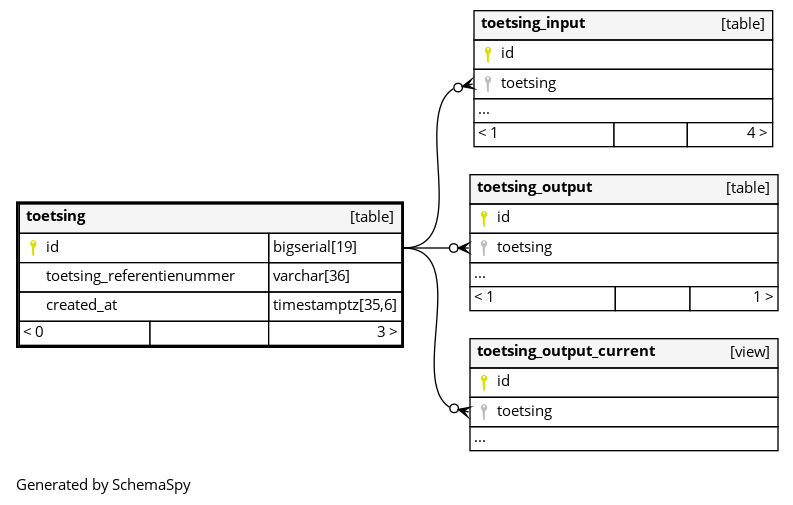 toetsing_input [table]
id
toetsing
...
< 1 4 >
toetsing_output [table]
id
toetsing
...
< 1 1 >
toetsing [table]
id bigserial[19]
toetsing_referentienummer varchar[36]
created_at timestamptz[35,6]
< 0 3 >
toetsing_output_current [view]
id
toetsing
...
Generated by SchemaSpy